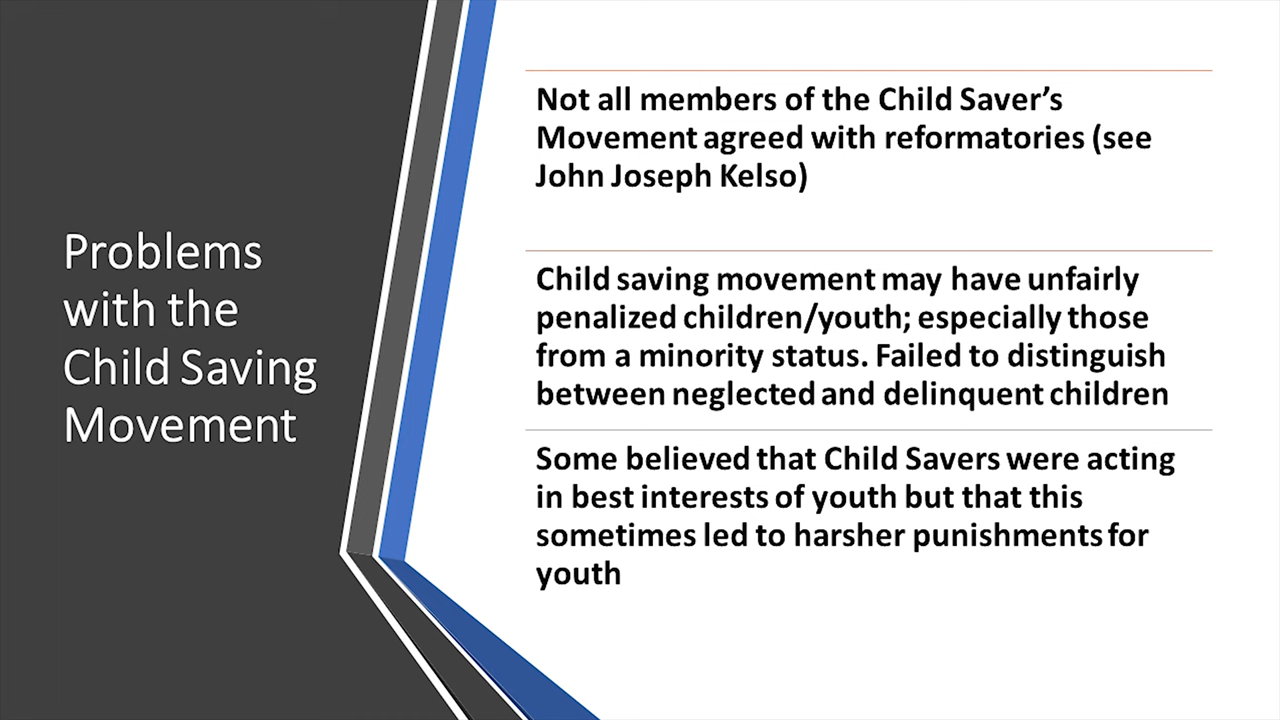 Problems
with the
Child Saving
Movement
Not all members of the Child Saver’s
Movement agreed with reformatories (see
John Joseph Kelso)
Child saving movement may have unfairly
penalized children/youth; especially those
from a minority status. Failed to distinguish
between neglected and delinquent children
Some believed that Child Savers were acting
in best interests of youth but that this
sometimes led to harsher punishments for
youth